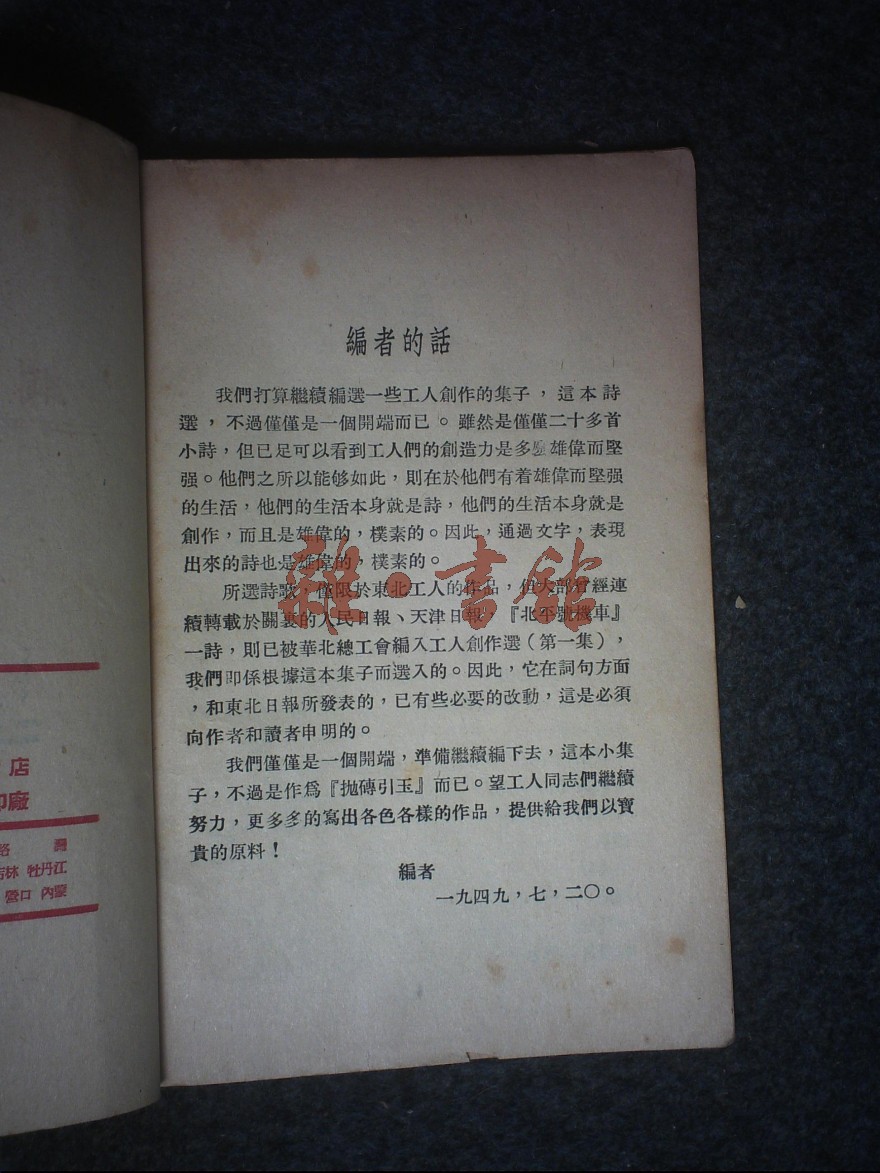 編者的話
我們打算繼續編選一些工人創作的集子，這本詩
選，不過僅僅是一個開端而已。雖然是僅僅二十多首
小詩，但已足可以看到工人們的創造力是多麼雄偉而堅
强。他們之所以能够如此，則在於他們有着雄偉而堅强
的生活，他們的生活本身就是詩，他們的生活本身就是
創作，而且是雄偉的，樸素的。因此，通過文字，表現
出來的詩也是雄偉的，樸素的。
所選詩歌，僅限於東北工人的作品，但大部曾經連
續轉載於關裏的人民日報、天津日報，『北平號機車』
一詩，則已被華北總工會編入工人創作選（第一集），
我們即係根據這本集子而選入的。因此，它在詞句方面
，和東北日報所發表的，已有些必要的改動，這是必須
向作者和讀者申明的。
我們僅僅是一個開端，準備繼續編下去，這本小集
子，不過是作爲『拋磚引玉』而已。望工人同志們繼續
努力，更多多的寫出各色各樣的作品，提供給我們以寶
貴的原料！
編者
一九四九，七，二〇。
店
印廠
灣
吉林 牡丹江
營口 內蒙
雜·書館